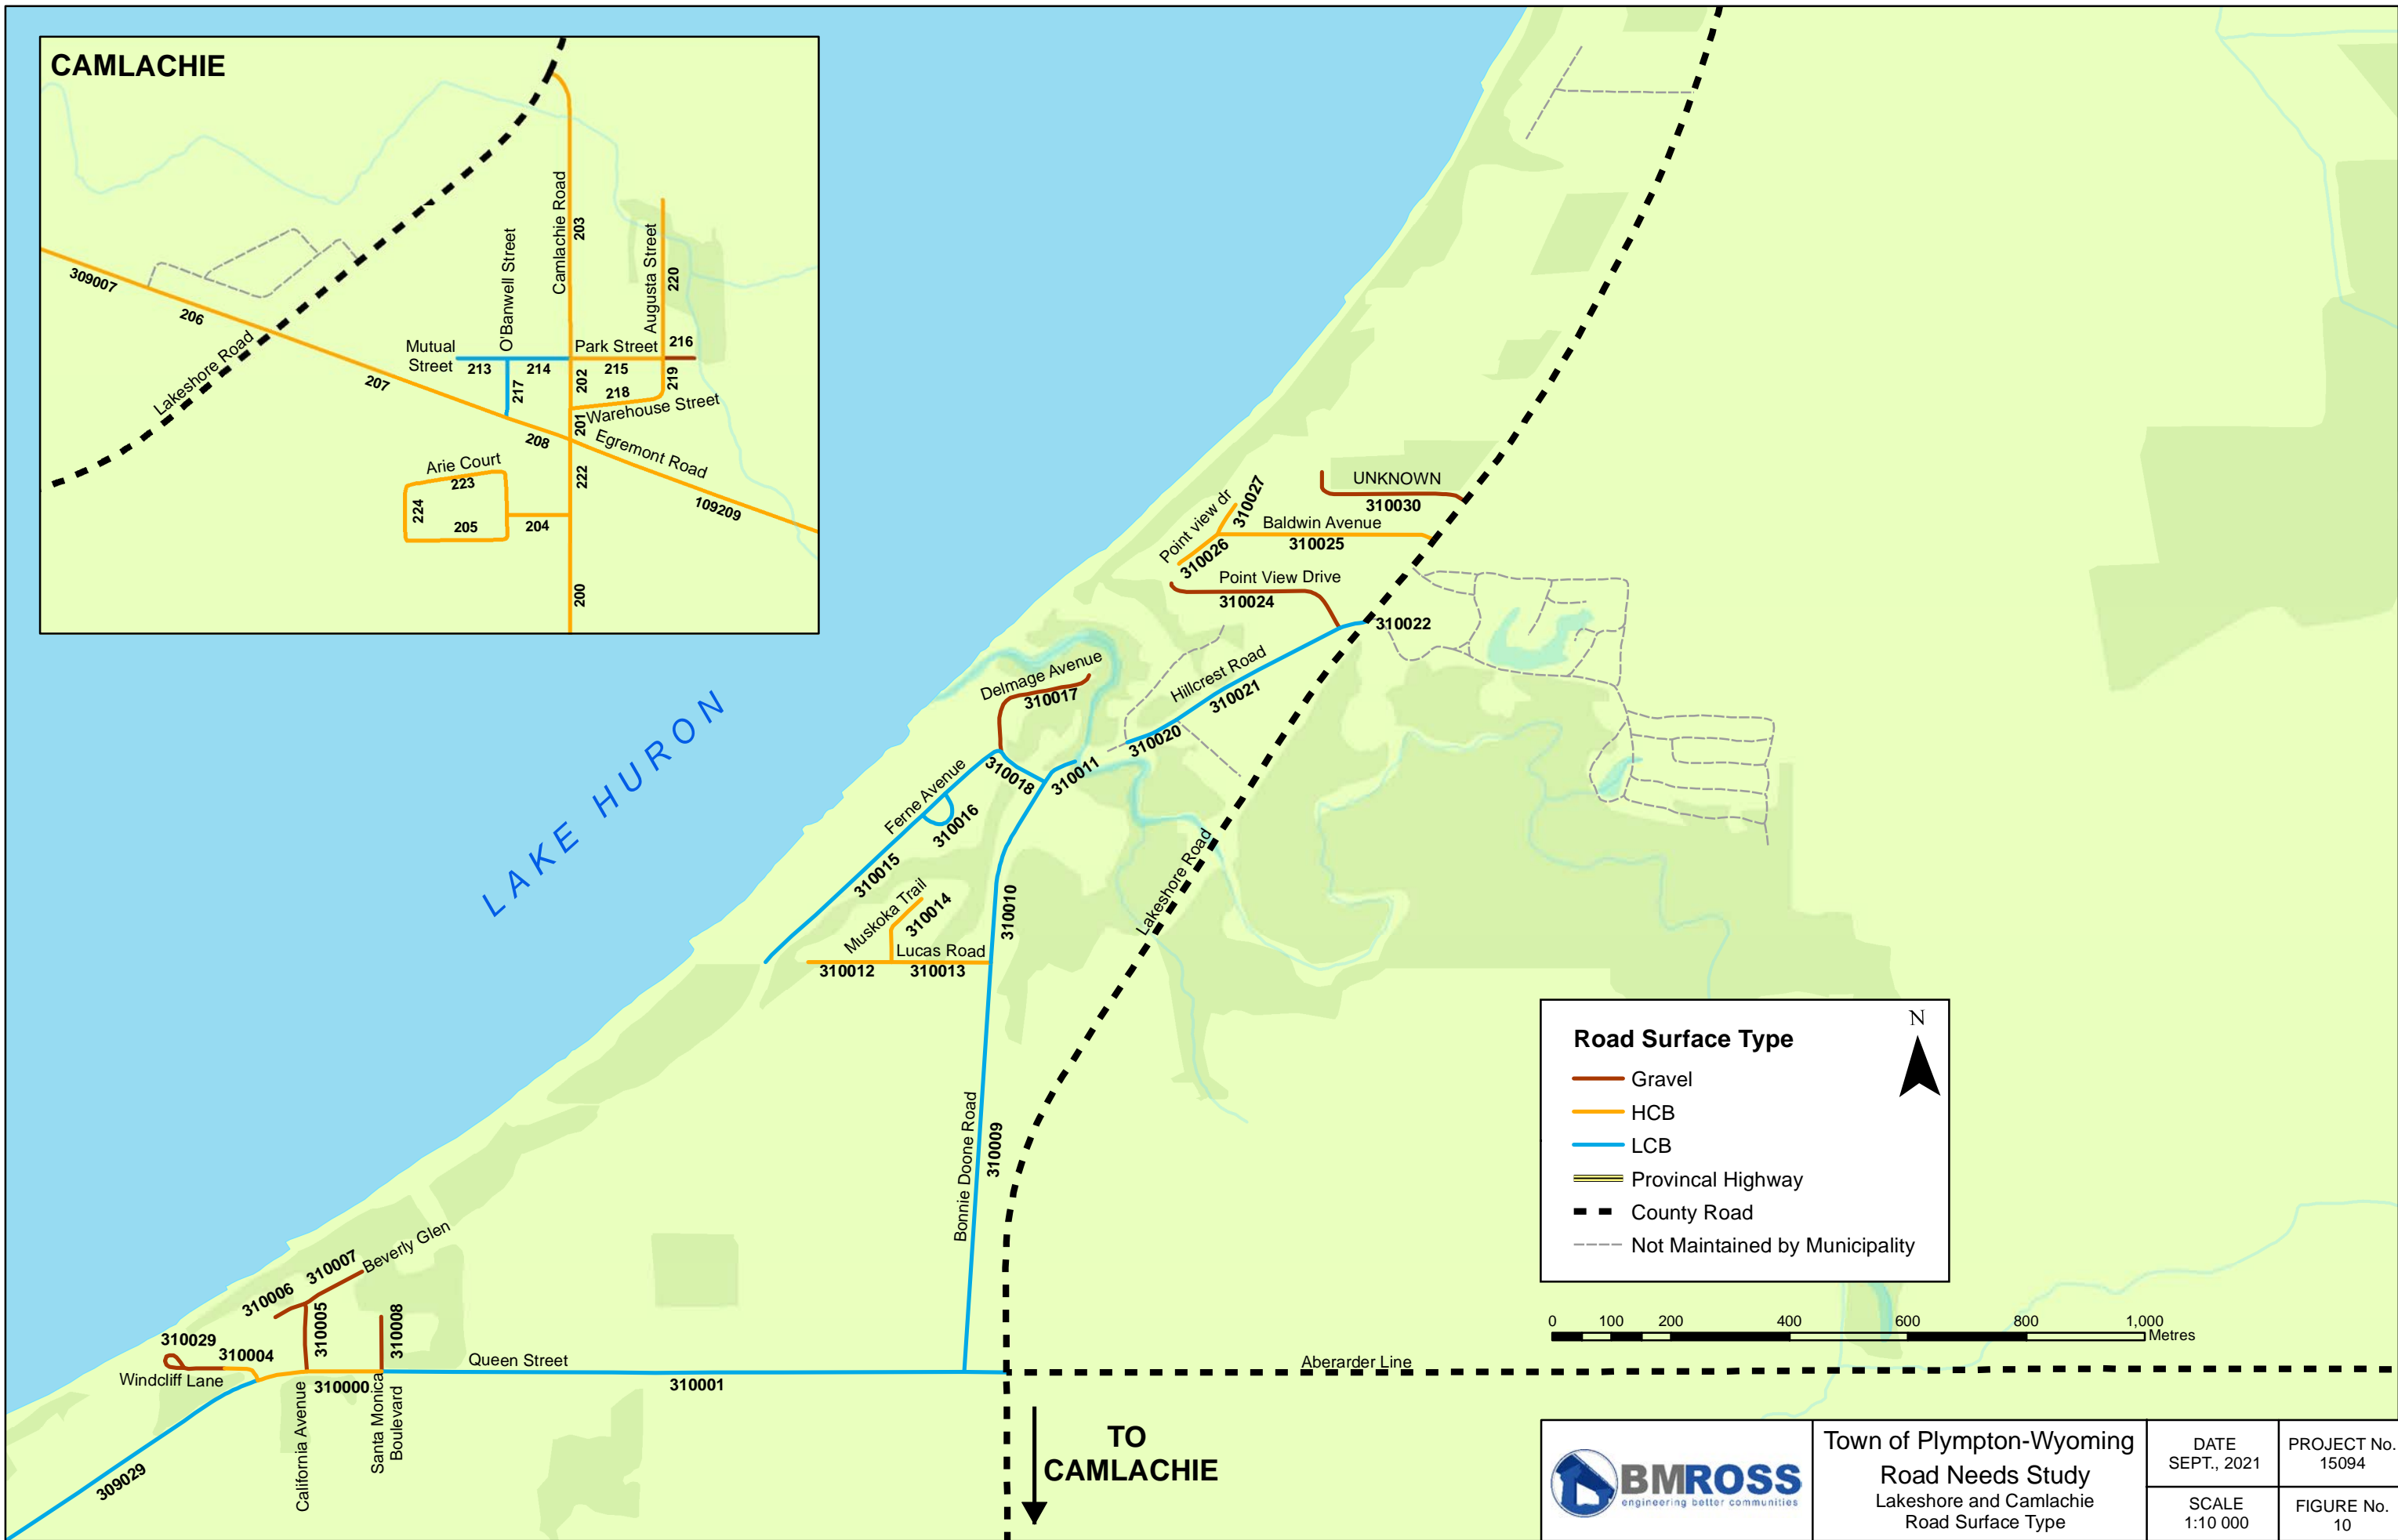 CAMLACHIE
Camlachie Road
203
O'Banwell Street
Augusta Street
220
309007
206
Lakeshore Road
207
Mutual
Street
213
214
217
Park Street
215
216
202
218
219
Warehouse Street
201
208
Egremont Road
109209
222
Arie Court
223
224
205
204
200
LAKE HURON
UNKNOWN
310030
Point view dr
310027
310026
Baldwin Avenue
310025
Point View Drive
310024
310022
Hillcrest Road
310021
310020
Delmage Avenue
310017
310018
310011
Ferne Avenue
310016
310015
Muskoka Trail
310014
Lucas Road
310012
310013
310010
Lakeshore Road
Bonnie Doone Road
310009
Beverly Glen
310007
310006
310005
310008
310029
310004
Windcliff Lane
310000
California Avenue
Santa Monica
Boulevard
309029
Queen Street
310001
Aberarder Line
TO
CAMLACHIE
Road Surface Type
N
Gravel
HCB
LCB
Provincal Highway
County Road
Not Maintained by Municipality
0 100 200 400 600 800 1,000
Metres
BMROSS
engineering better communities
Town of Plympton-Wyoming
Road Needs Study
Lakeshore and Camlachie
Road Surface Type
DATE
SEPT., 2021
PROJECT No.
15094
SCALE
1:10 000
FIGURE No.
10